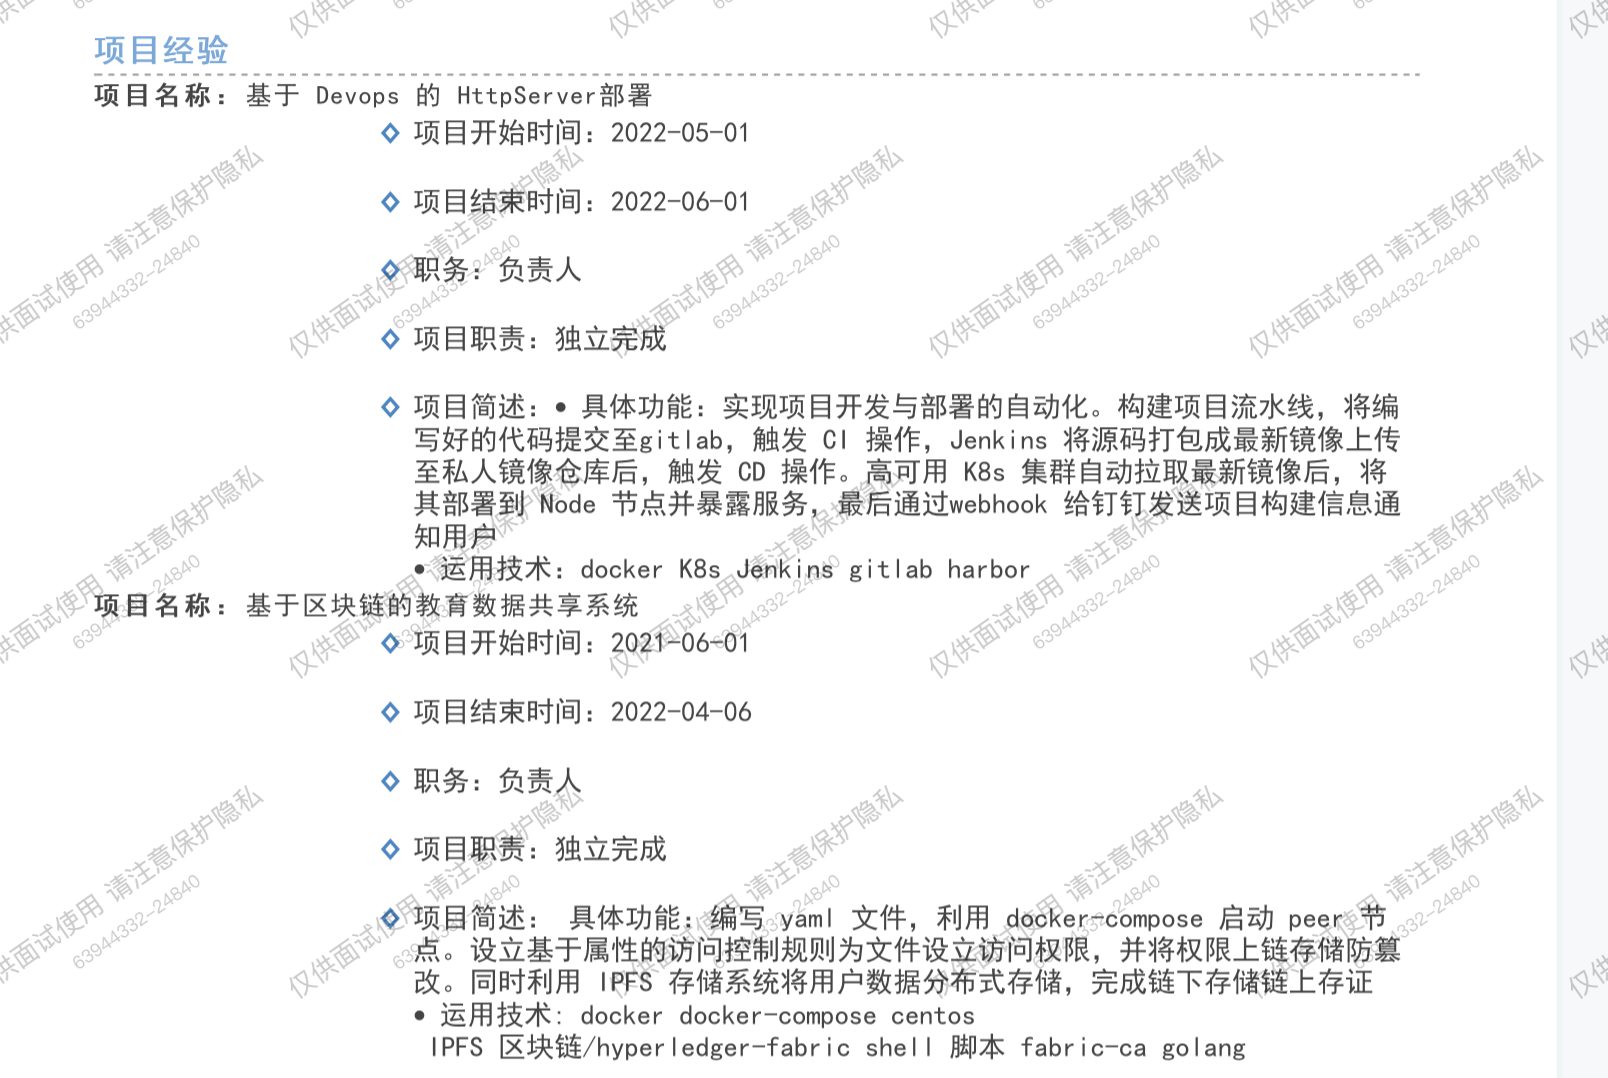 项目经验
项目名称：基于 Devops 的 HttpServer部署
项目开始时间：2022-05-01
项目结束时间：2022-06-01
职务：负责人
项目职责：独立完成
项目简述：• 具体功能：实现项目开发与部署的自动化。构建项目流水线，将编
写好的代码提交至gitlab，触发 CI 操作，Jenkins 将源码打包成最新镜像上传
至私人镜像仓库后，触发 CD 操作。高可用 K8s 集群自动拉取最新镜像后，将
其部署到 Node 节点并暴露服务，最后通过webhook 给钉钉发送项目构建信息通
知用户
• 运用技术：docker K8s Jenkins gitlab harbor
项目名称：基于区块链的教育数据共享系统
项目开始时间：2021-06-01
项目结束时间：2022-04-06
职务：负责人
项目职责：独立完成
项目简述： 具体功能：编写 yaml 文件，利用 docker-compose 启动 peer 节
点。设立基于属性的访问控制规则为文件设立访问权限，并将权限上链存储防篡
改。同时利用 IPFS 存储系统将用户数据分布式存储，完成链下存储链上存证
• 运用技术：docker docker-compose centos
IPFS 区块链/hyperledger-fabric shell 脚本 fabric-ca golang
仅供面试使用 请注意保护隐私
63944332-24840